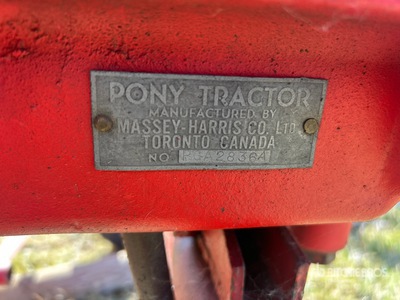 PONY TRACTOR
MANUFACTURED BY
MASSEY-HARRIS CO. LTD.
TORONTO CANADA
NO